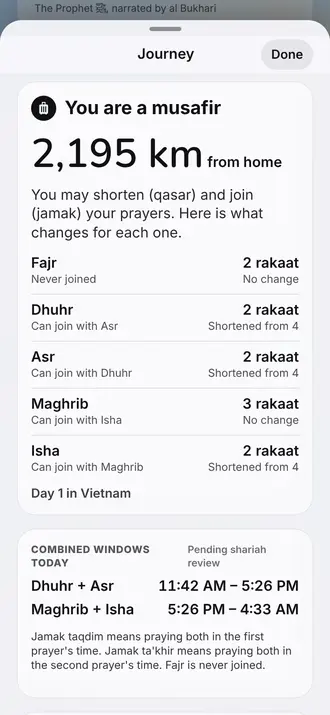 The Prophet ﷺ, narrated by al Bukhari
Journey
Done
You are a musafir
2,195 km from home
You may shorten (qasar) and join
(jamak) your prayers. Here is what
changes for each one.
Fajr 2 rakaat
Never joined No change
Dhuhr 2 rakaat
Can join with Asr Shortened from 4
Asr 2 rakaat
Can join with Dhuhr Shortened from 4
Maghrib 3 rakaat
Can join with Isha No change
Isha 2 rakaat
Can join with Maghrib Shortened from 4
Day 1 in Vietnam
COMBINED WINDOWS
TODAY
Pending shariah
review
Dhuhr + Asr 11:42 AM – 5:26 PM
Maghrib + Isha 5:26 PM – 4:33 AM
Jamak taqdim means praying both in the first
prayer's time. Jamak ta'khir means praying both in
the second prayer's time. Fajr is never joined.